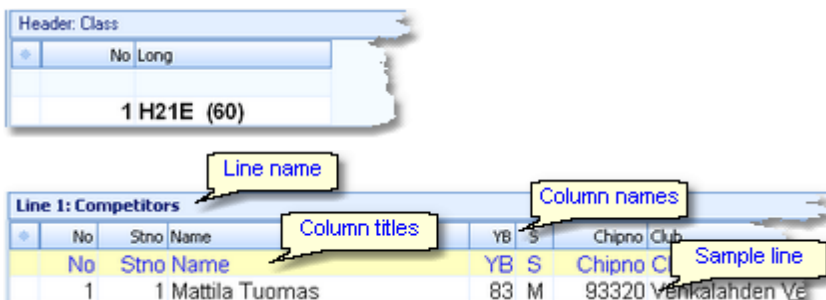 Header: Class
No Long
1 H21E (60)
Line name
Line 1: Competitors
Column names
Column titles
No Stno Name YB S Chipno Club
Sample line
No Stno Name YB S Chipno
1 1 Mattila Tuomas 83 M 93320 Venkalahden